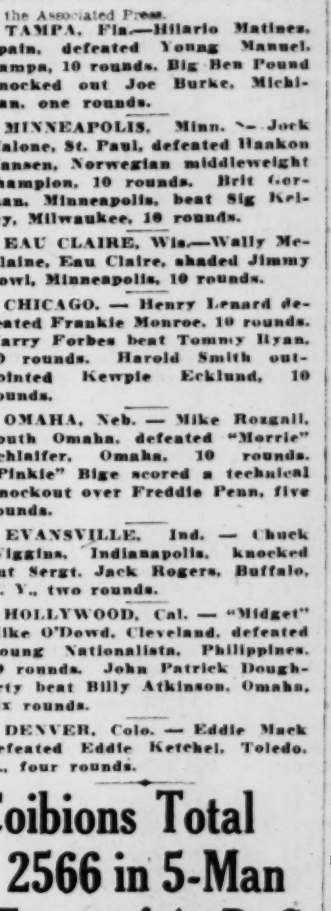 the Associated Press.
TAMPA, Fla.—Hilario Matines,
pain, defeated Young Manuel,
ampa, 10 rounds. Big Ben Pound
nocked out Joe Burke, Michi-
an, one rounds.
MINNEAPOLIS, Minn. — Jock
alone, St. Paul, defeated Haakon
ansen, Norwegian middleweight
hampion, 10 rounds. Brit Gor-
an, Minneapolis, beat Sig Kel-
y, Milwaukee, 10 rounds.
EAU CLAIRE, Wis.—Wally Mc-
laine, Eau Claire, shaded Jimmy
owl, Minneapolis, 10 rounds.
CHICAGO. — Henry Lenard de-
eated Frankie Monroe, 10 rounds.
arry Forbes beat Tommy Ryan,
0 rounds. Harold Smith out-
ointed Kewpie Ecklund, 10
ounds.
OMAHA, Neb. — Mike Rozgall,
outh Omaha, defeated "Morrie"
chlaifer, Omaha, 10 rounds.
Pinkie" Bige scored a technical
nockout over Freddie Penn, five
ounds.
EVANSVILLE, Ind. — Chuck
iggins, Indianapolis, knocked
ut Sergt. Jack Rogers, Buffalo,
. Y., two rounds.
HOLLYWOOD, Cal. — "Midget"
ike O'Dowd, Cleveland, defeated
oung Nationalista, Philippines,
0 rounds. John Patrick Dough-
rty beat Billy Atkinson, Omaha,
ix rounds.
DENVER, Colo. — Eddie Mack
efeated Eddie Ketchel, Toledo,
., four rounds.
Coibions Total
2566 in 5-Man